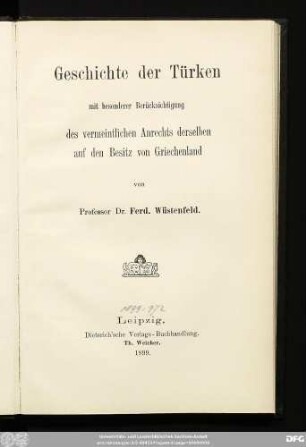 Geschichte der Türken
mit besonderer Berücksichtigung
des vermeintlichen Anrechts derselben
auf den Besitz von Griechenland
von
Professor Dr. Ferd. Wüstenfeld.
Leipzig.
Dieterich'sche Verlags-Buchhandlung.
Th. Weicher.
1899.
DFG